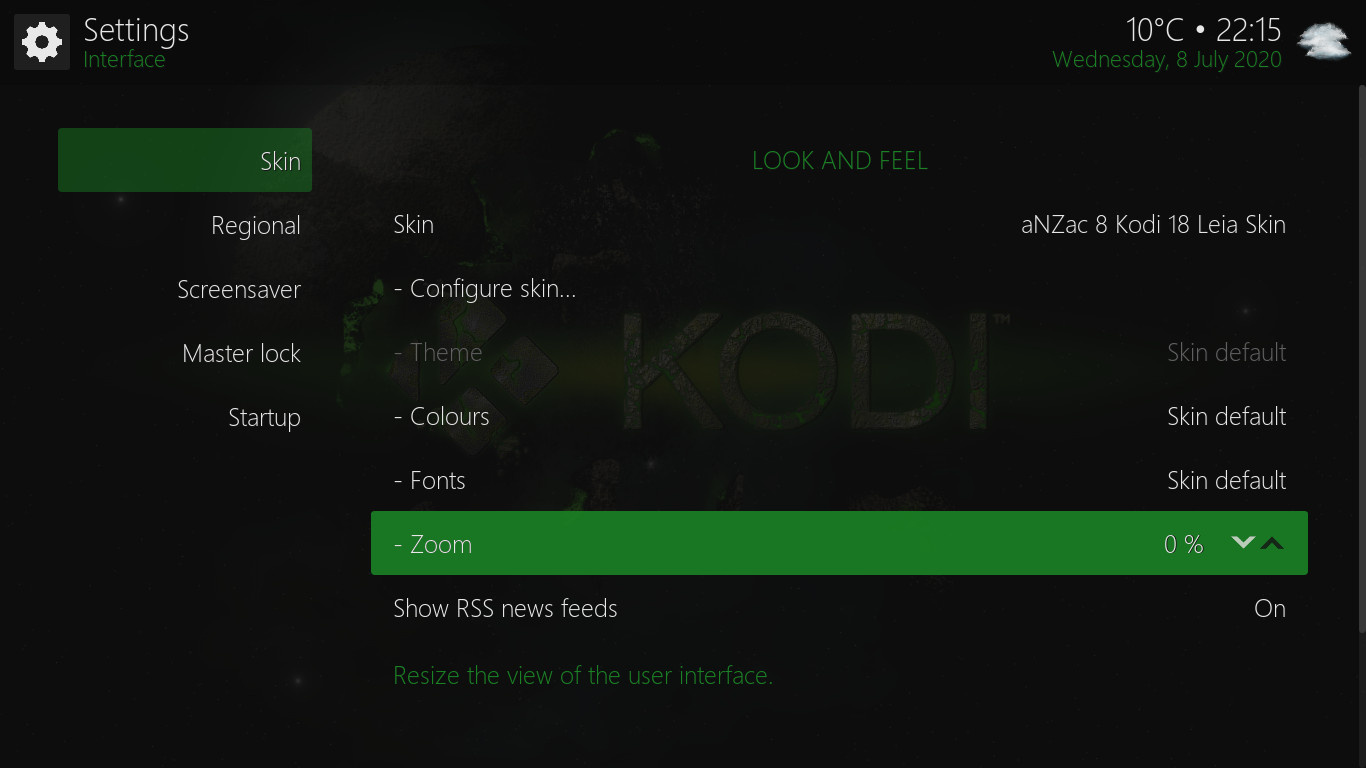 Settings
Interface
10°C • 22:15
Wednesday, 8 July 2020
Skin
Regional
Screensaver
Master lock
Startup
LOOK AND FEEL
Skin aNZac 8 Kodi 18 Leia Skin
- Configure skin...
- Theme Skin default
- Colours Skin default
- Fonts Skin default
- Zoom 0 %
Show RSS news feeds On
Resize the view of the user interface.
KODI™